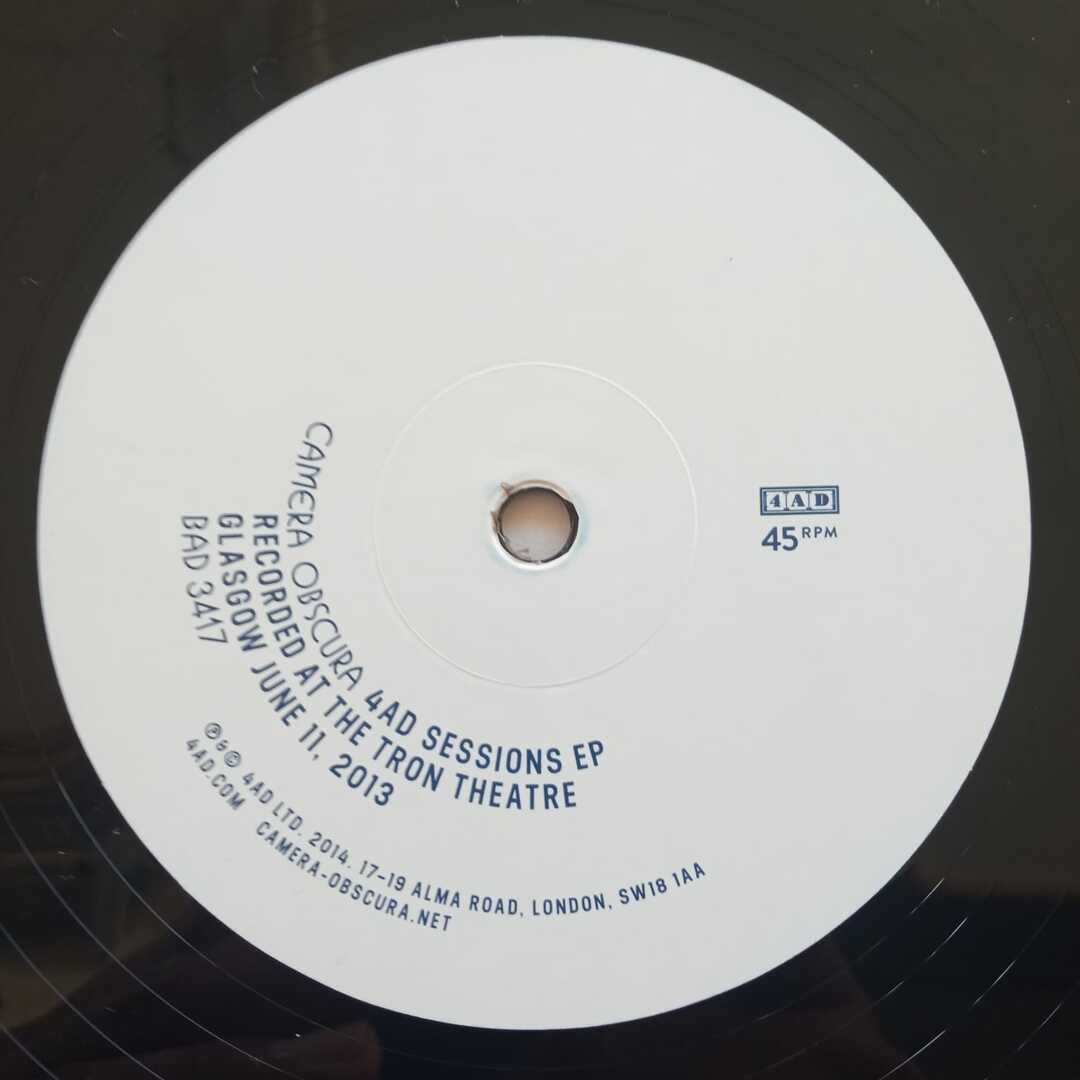 4AD
45 RPM
CAMERA OBSCURA 4AD SESSIONS EP
RECORDED AT THE TRON THEATRE
GLASGOW JUNE 11, 2013
BAD 3417
℗&© 4AD LTD. 2014. 17-19 ALMA ROAD, LONDON, SW18 1AA
4AD.COM CAMERA-OBSCURA.NET